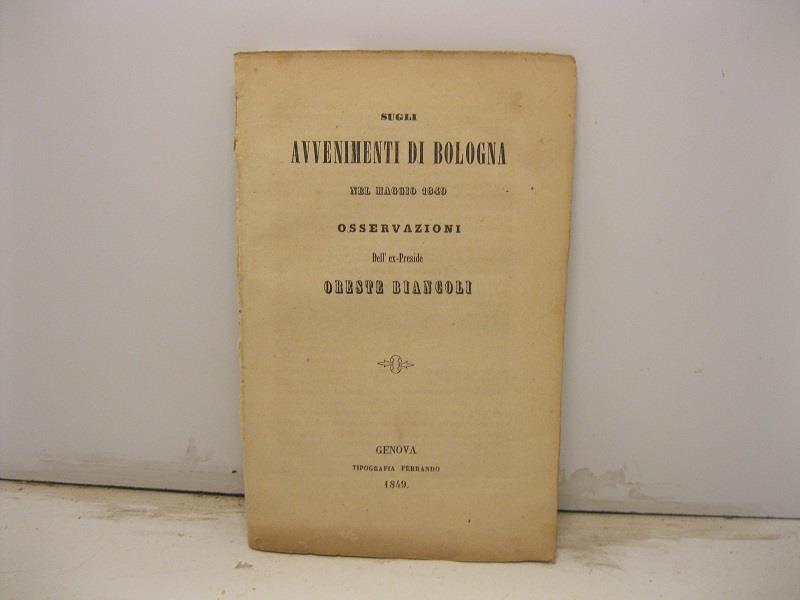 SUGLI
AVVENIMENTI DI BOLOGNA
NEL MAGGIO 1849
OSSERVAZIONI
Dell' ex-Preside
ORESTE BIANCOLI
GENOVA
TIPOGRAFIA FERRANDO
1849.